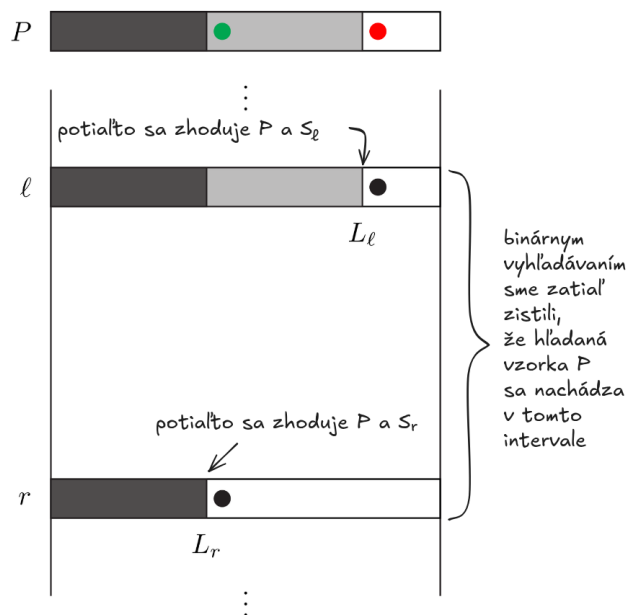 P
⋮
potiaľto sa zhoduje P a Sℓ
ℓ
Lℓ
binárnym
vyhľadávaním
sme zatiaľ
zistili,
že hľadaná
vzorka P
sa nachádza
v tomto
intervale
potiaľto sa zhoduje P a Sr
r
Lr
⋮